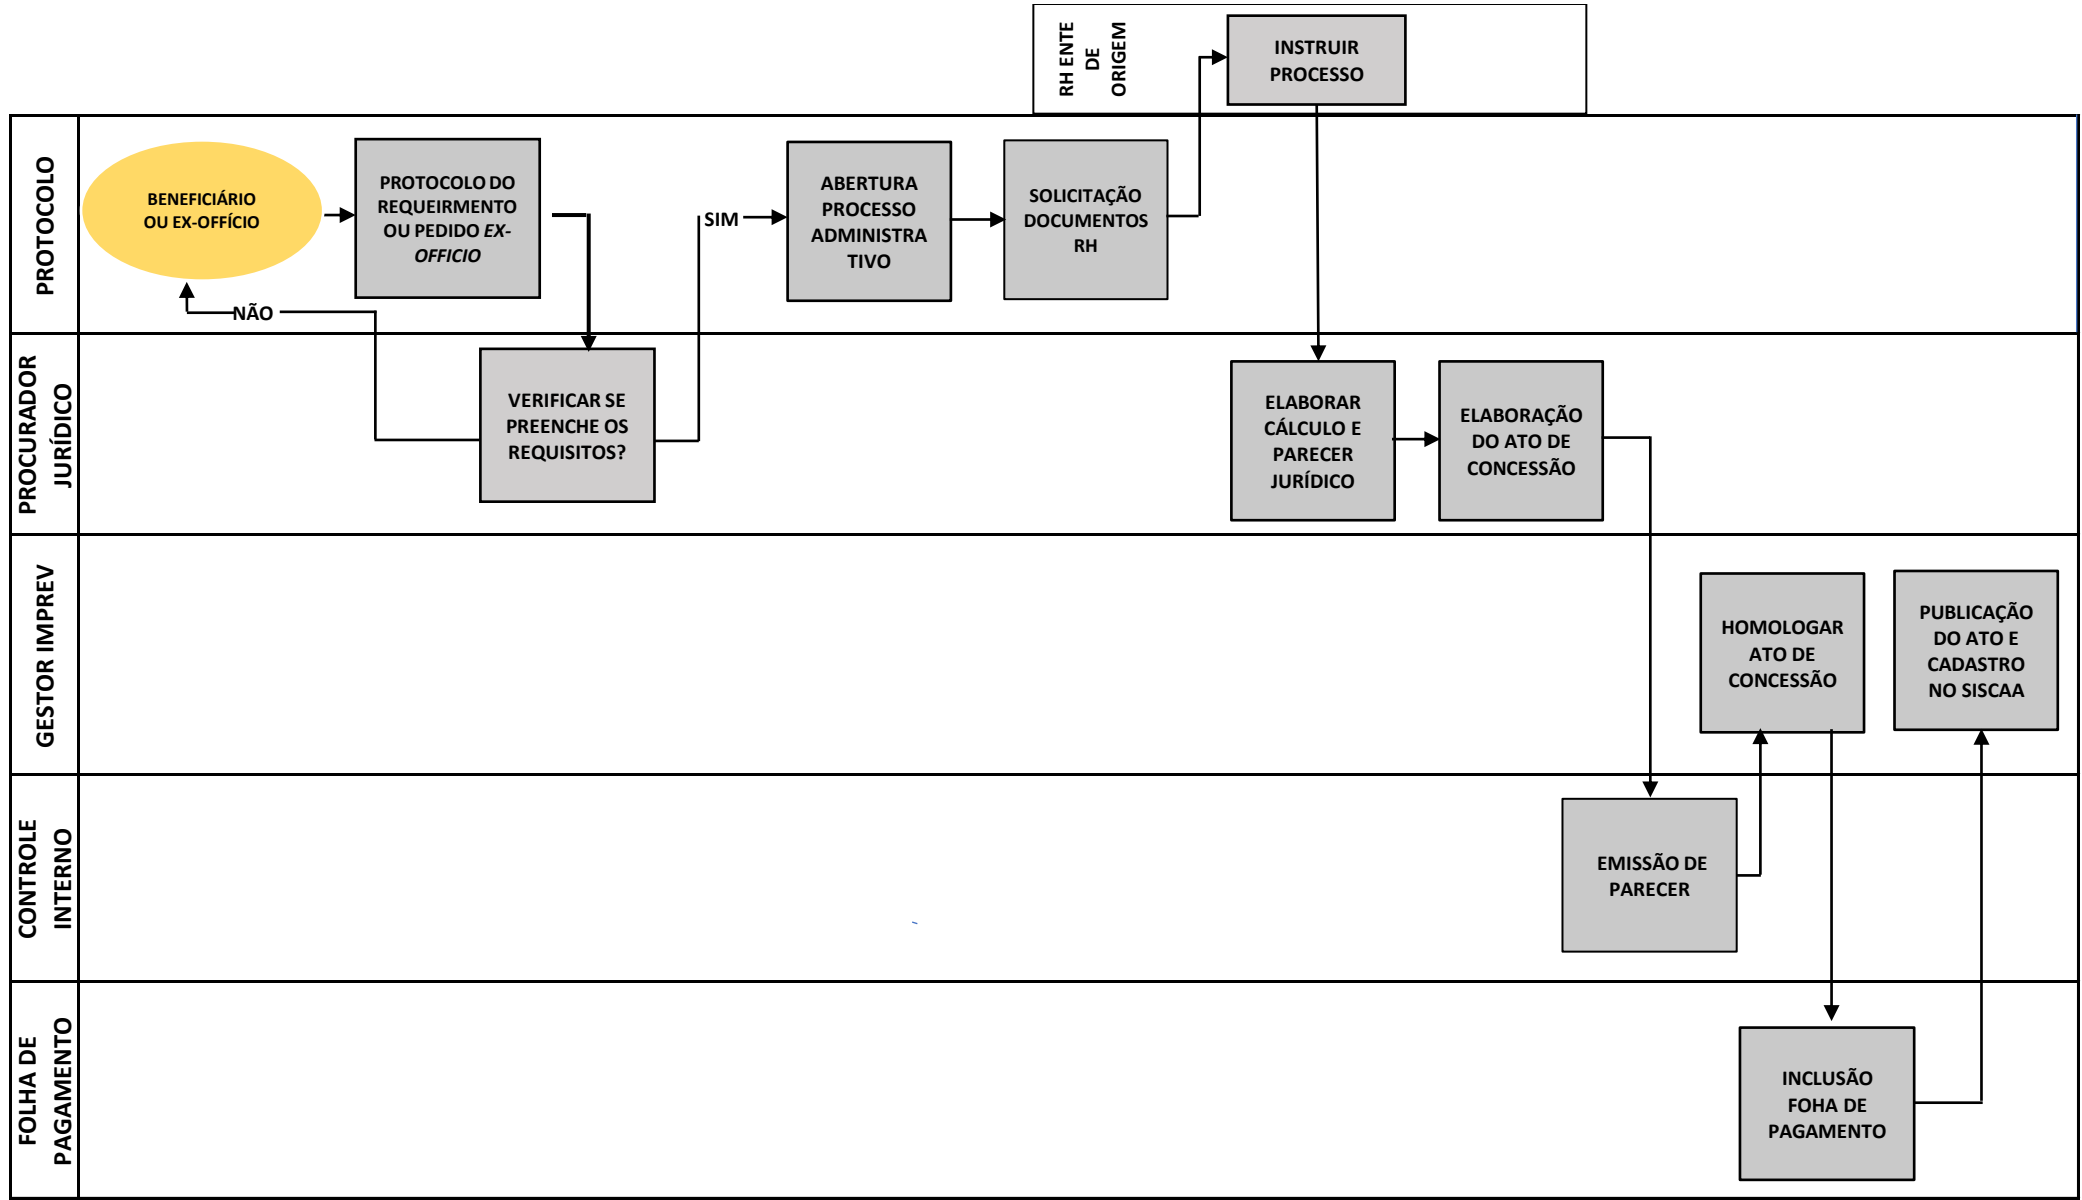 RH ENTE
DE
ORIGEM
INSTRUIR
PROCESSO
PROTOCOLO
BENEFICIÁRIO
OU EX-OFFÍCIO
PROTOCOLO DO
REQUEIRMENTO
OU PEDIDO EX-
OFFICIO
NÃO
SIM
ABERTURA
PROCESSO
ADMINISTRA
TIVO
SOLICITAÇÃO
DOCUMENTOS
RH
PROCURADOR
JURÍDICO
VERIFICAR SE
PREENCHE OS
REQUISITOS?
ELABORAR
CÁLCULO E
PARECER
JURÍDICO
ELABORAÇÃO
DO ATO DE
CONCESSÃO
GESTOR IMPREV
HOMOLOGAR
ATO DE
CONCESSÃO
PUBLICAÇÃO
DO ATO E
CADASTRO
NO SISCAA
CONTROLE
INTERNO
EMISSÃO DE
PARECER
FOLHA DE
PAGAMENTO
INCLUSÃO
FOHA DE
PAGAMENTO